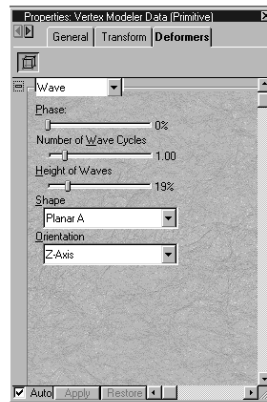 Properties: Vertex Modeler Data (Primitive)
General Transform Deformers
Wave
Phase:
0%
Number of Wave Cycles
1.00
Height of Waves
19%
Shape
Planar A
Orientation
Z-Axis
Auto Apply Restore